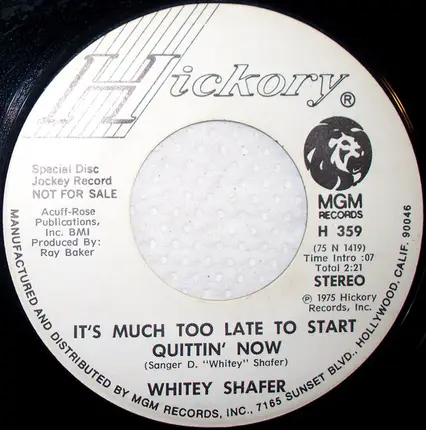 Hickory®
Special Disc
Jockey Record
NOT FOR SALE
Acuff-Rose
Publications,
Inc. BMI
Produced By:
Ray Baker
MGM
RECORDS
H 359
(75 N 1419)
Time Intro :07
Total 2:21
STEREO
℗ 1975 Hickory
Records, Inc.
IT'S MUCH TOO LATE TO START
QUITTIN' NOW
(Sanger D. "Whitey" Shafer)
WHITEY SHAFER
MANUFACTURED AND DISTRIBUTED BY MGM RECORDS, INC., 7165 SUNSET BLVD., HOLLYWOOD, CALIF. 90046